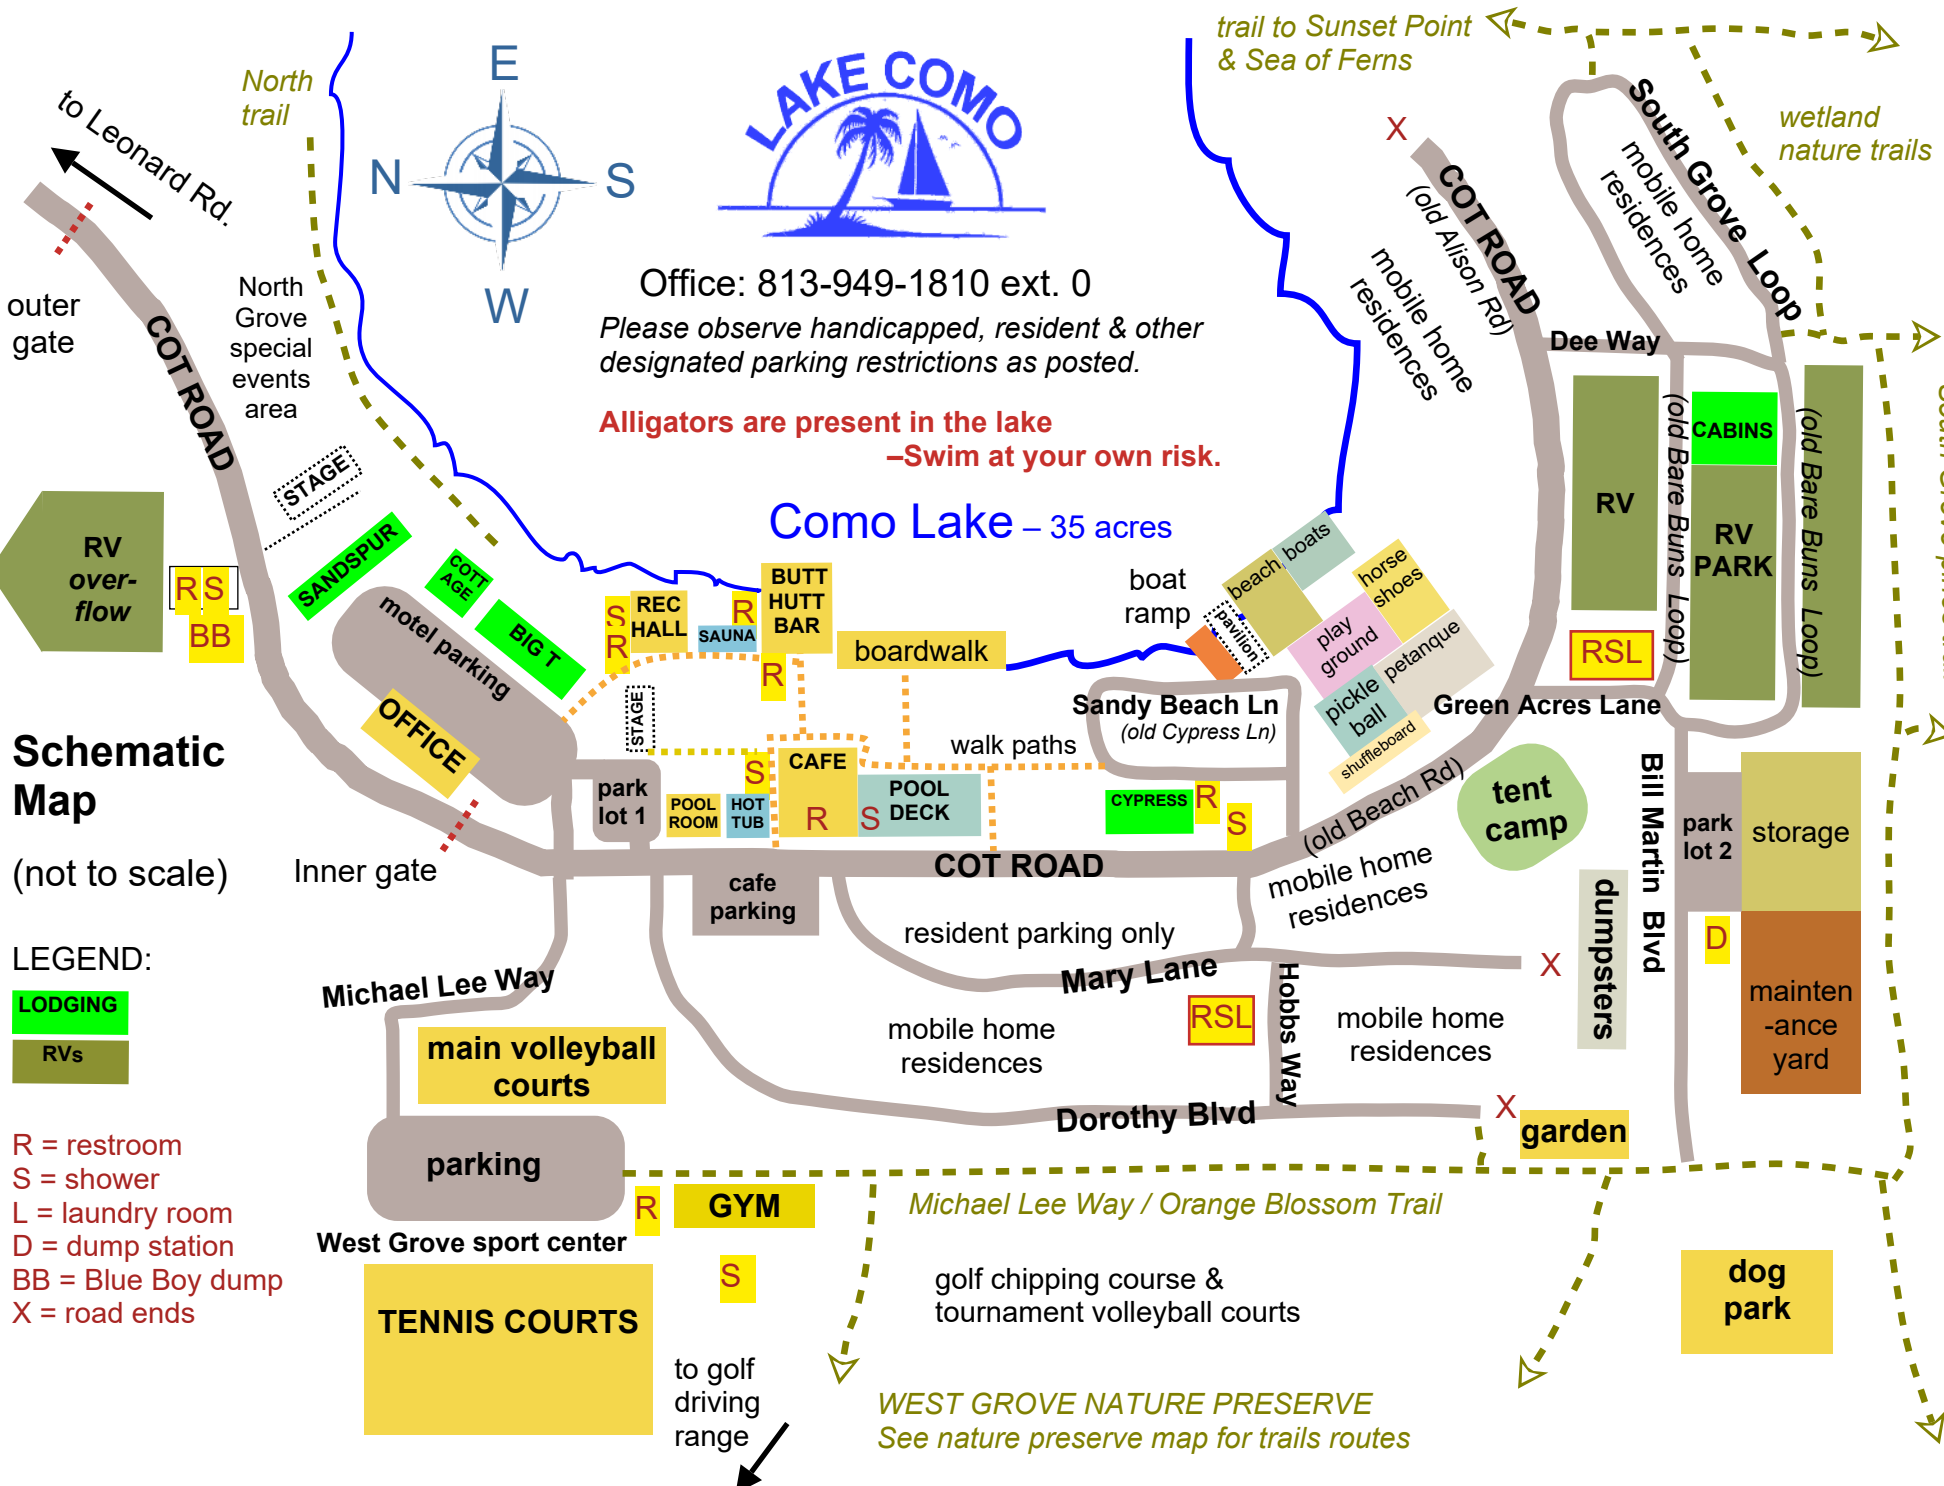 trail to Sunset Point
& Sea of Ferns
North
trail
to Leonard Rd.
E
N
S
W
LAKE COMO
X
South Grove Loop
mobile home
residences
wetland
nature trails
COT ROAD
(old Alison Rd)
mobile home
residences
outer
gate
COT ROAD
North
Grove
special
events
area
Office: 813-949-1810 ext. 0
Please observe handicapped, resident & other
designated parking restrictions as posted.
Alligators are present in the lake
–Swim at your own risk.
Como Lake – 35 acres
Dee Way
RV
(old Bare Buns Loop)
CABINS
RV
PARK
(old Bare Buns Loop)
RSL
STAGE
SANDSPUR
COTT
AGE
BIG T
RV
over-
flow
R S
BB
motel parking
OFFICE
S
R
REC
HALL
R
SAUNA
BUTT
HUTT
BAR
R
boardwalk
boat
ramp
pavilion
beach
boats
horse
shoes
play
ground
petanque
pickle
ball
shuffleboard
Green Acres Lane
Sandy Beach Ln
(old Cypress Ln)
walk paths
STAGE
park
lot 1
POOL
ROOM
HOT
TUB
S
CAFE
R
S
POOL
DECK
CYPRESS
R
S
(old Beach Rd)
tent
camp
Bill Martin Blvd
park
lot 2
storage
Schematic
Map
(not to scale)
Inner gate
COT ROAD
cafe
parking
mobile home
residences
resident parking only
dumpsters
D
mainten
-ance
yard
LEGEND:
LODGING
RVs
Michael Lee Way
Mary Lane
X
Hobbs Way
RSL
mobile home
residences
mobile home
residences
main volleyball
courts
Dorothy Blvd
X
garden
parking
R = restroom
S = shower
L = laundry room
D = dump station
BB = Blue Boy dump
X = road ends
R
GYM
S
West Grove sport center
TENNIS COURTS
Michael Lee Way / Orange Blossom Trail
golf chipping course &
tournament volleyball courts
dog
park
to golf
driving
range
WEST GROVE NATURE PRESERVE
See nature preserve map for trails routes